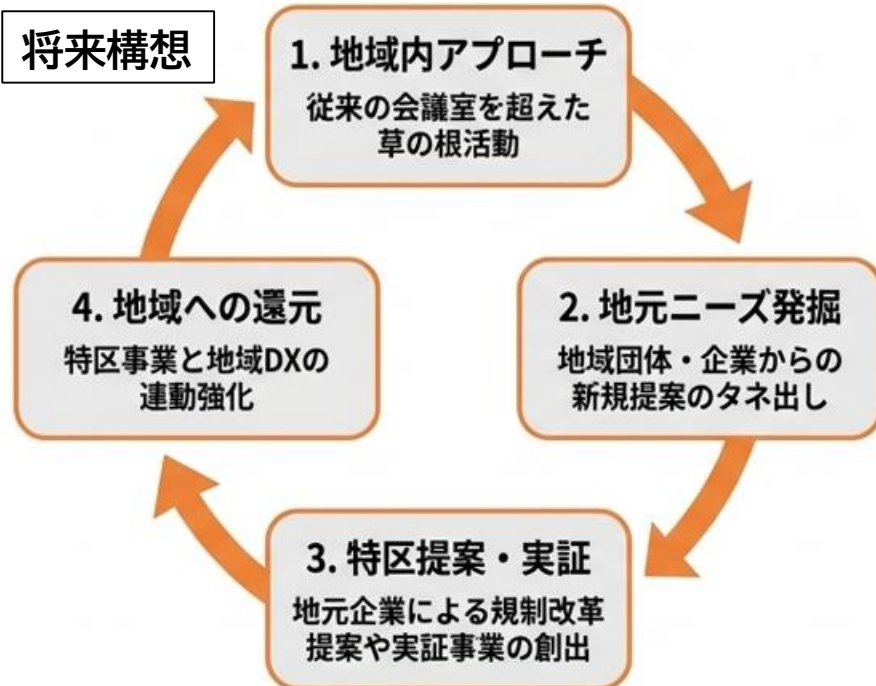 将来構想
1. 地域内アプローチ
従来の会議室を超えた
草の根活動
2. 地元ニーズ発掘
地域団体・企業からの
新規提案のタネ出し
3. 特区提案・実証
地元企業による規制改革
提案や実証事業の創出
4. 地域への還元
特区事業と地域DXの
連動強化